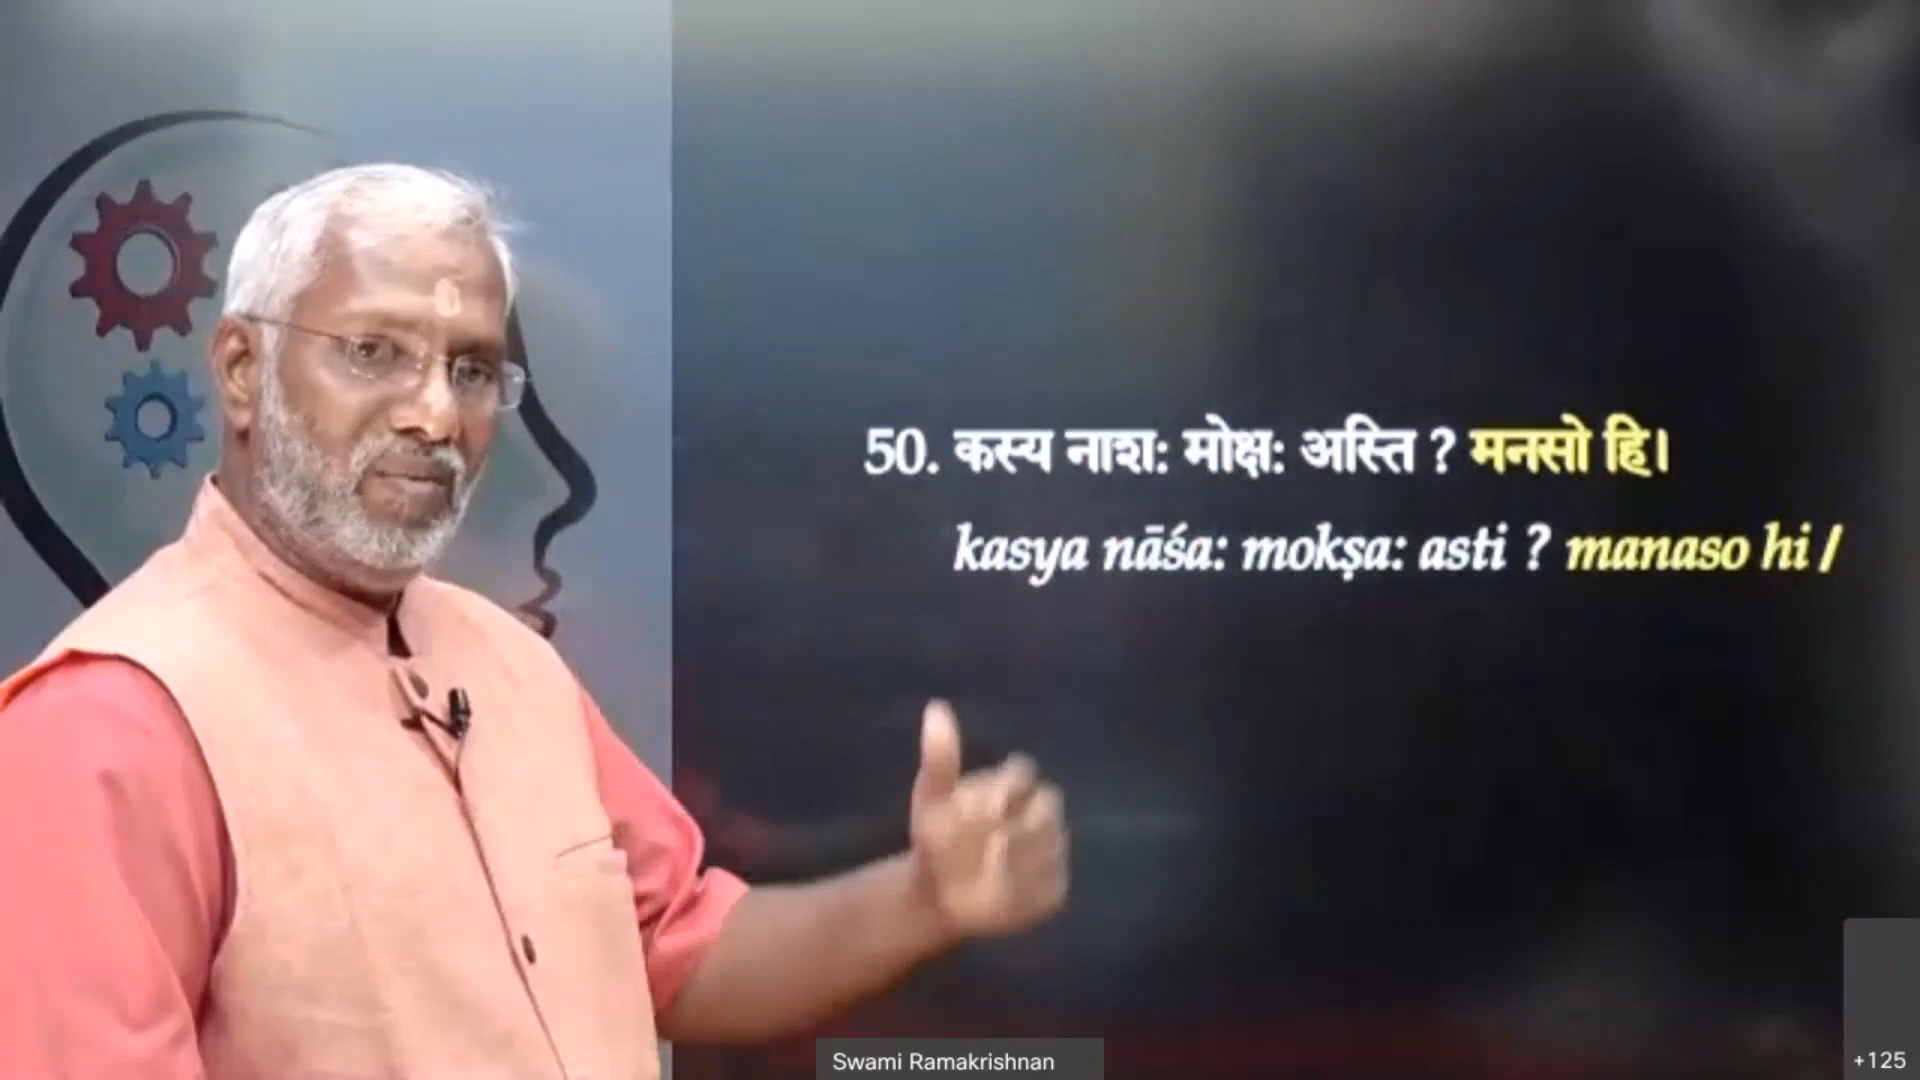 50. कस्य नाश: मोक्ष: अस्ति ? मनसो हि।
kasya nāśa: mokṣa: asti ? manaso hi /
Swami Ramakrishnan
+125